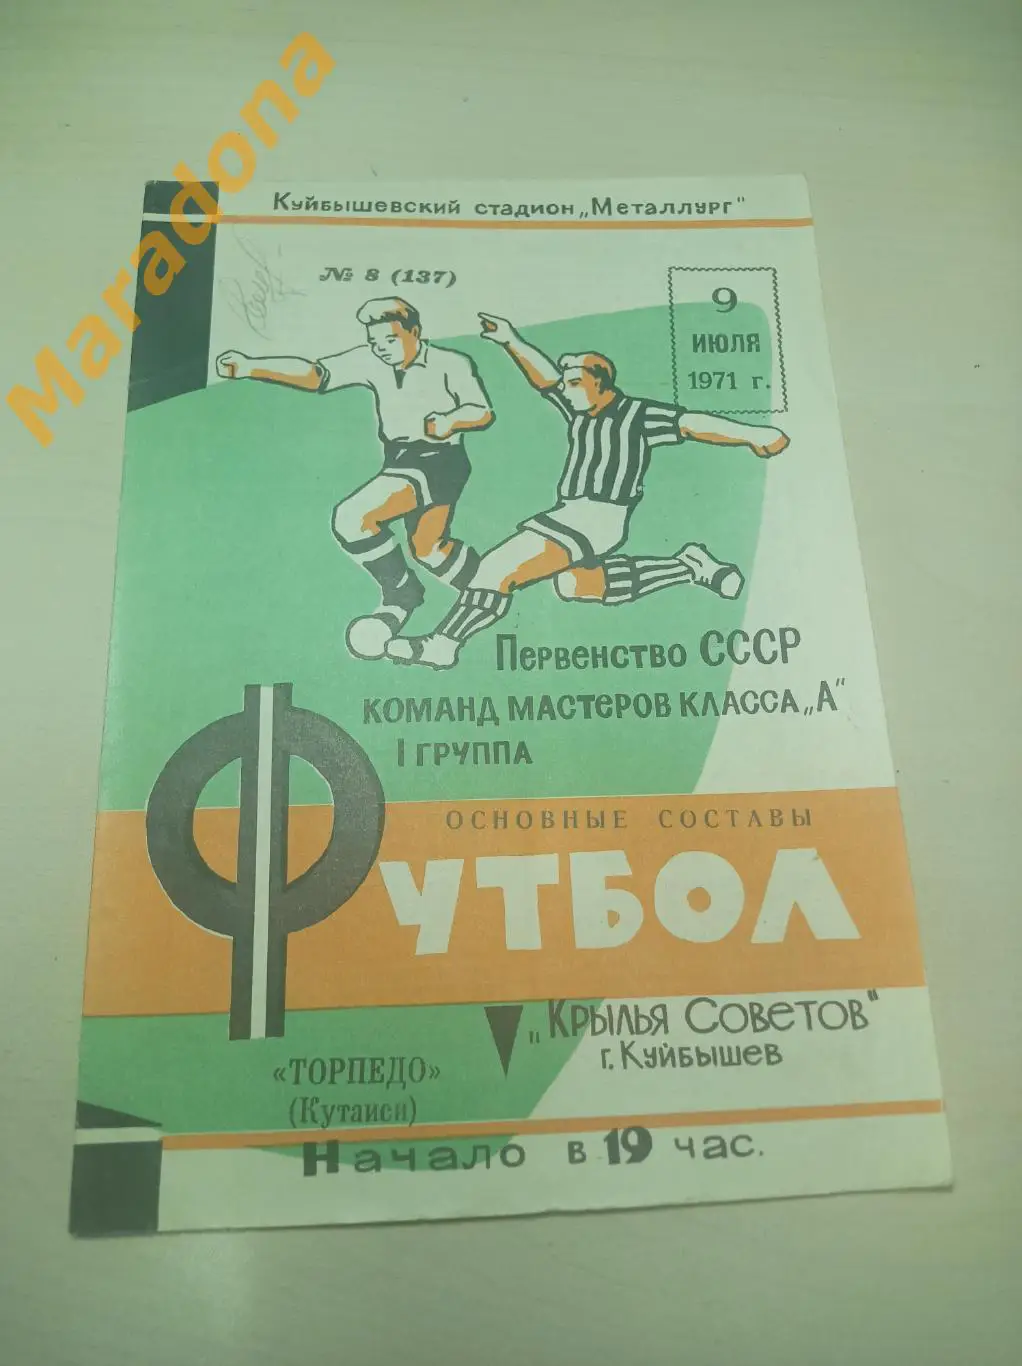 Maradona
Куйбышевский стадион „Металлург"
№ 8 (137)
9
ИЮЛЯ
1971 г.
Первенство СССР
команд мастеров класса „А"
I группа
ОСНОВНЫЕ СОСТАВЫ
ФУТБОЛ
„Крылья Советов"
г. Куйбышев
«ТОРПЕДО»
(Кутаиси)
Начало в 19 час.